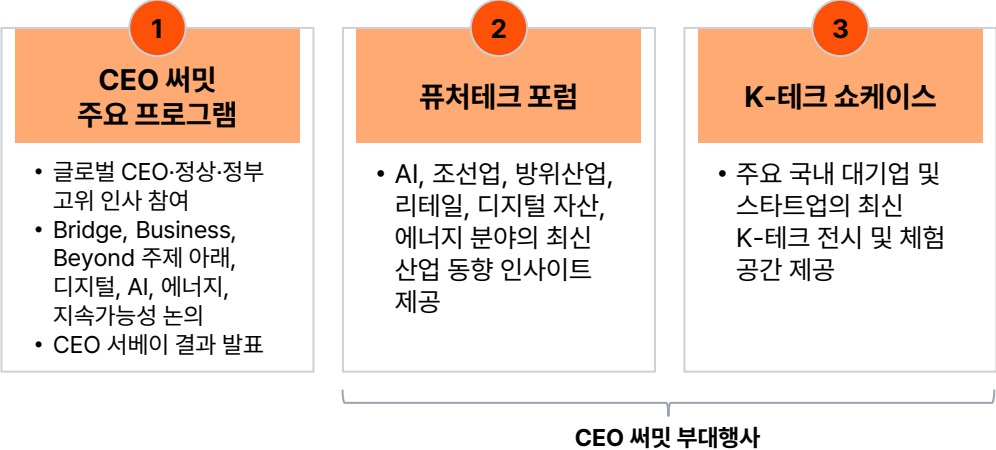 1
CEO 써밋
주요 프로그램
• 글로벌 CEO·정상·정부
고위 인사 참여
• Bridge, Business,
Beyond 주제 아래,
디지털, AI, 에너지,
지속가능성 논의
• CEO 서베이 결과 발표
2
퓨처테크 포럼
• AI, 조선업, 방위산업,
리테일, 디지털 자산,
에너지 분야의 최신
산업 동향 인사이트
제공
3
K-테크 쇼케이스
• 주요 국내 대기업 및
스타트업의 최신
K-테크 전시 및 체험
공간 제공
CEO 써밋 부대행사